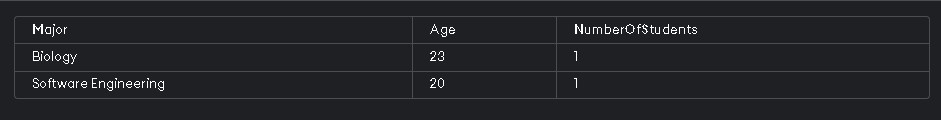 Major Age NumberOfStudents
Biology 23 1
Software Engineering 20 1